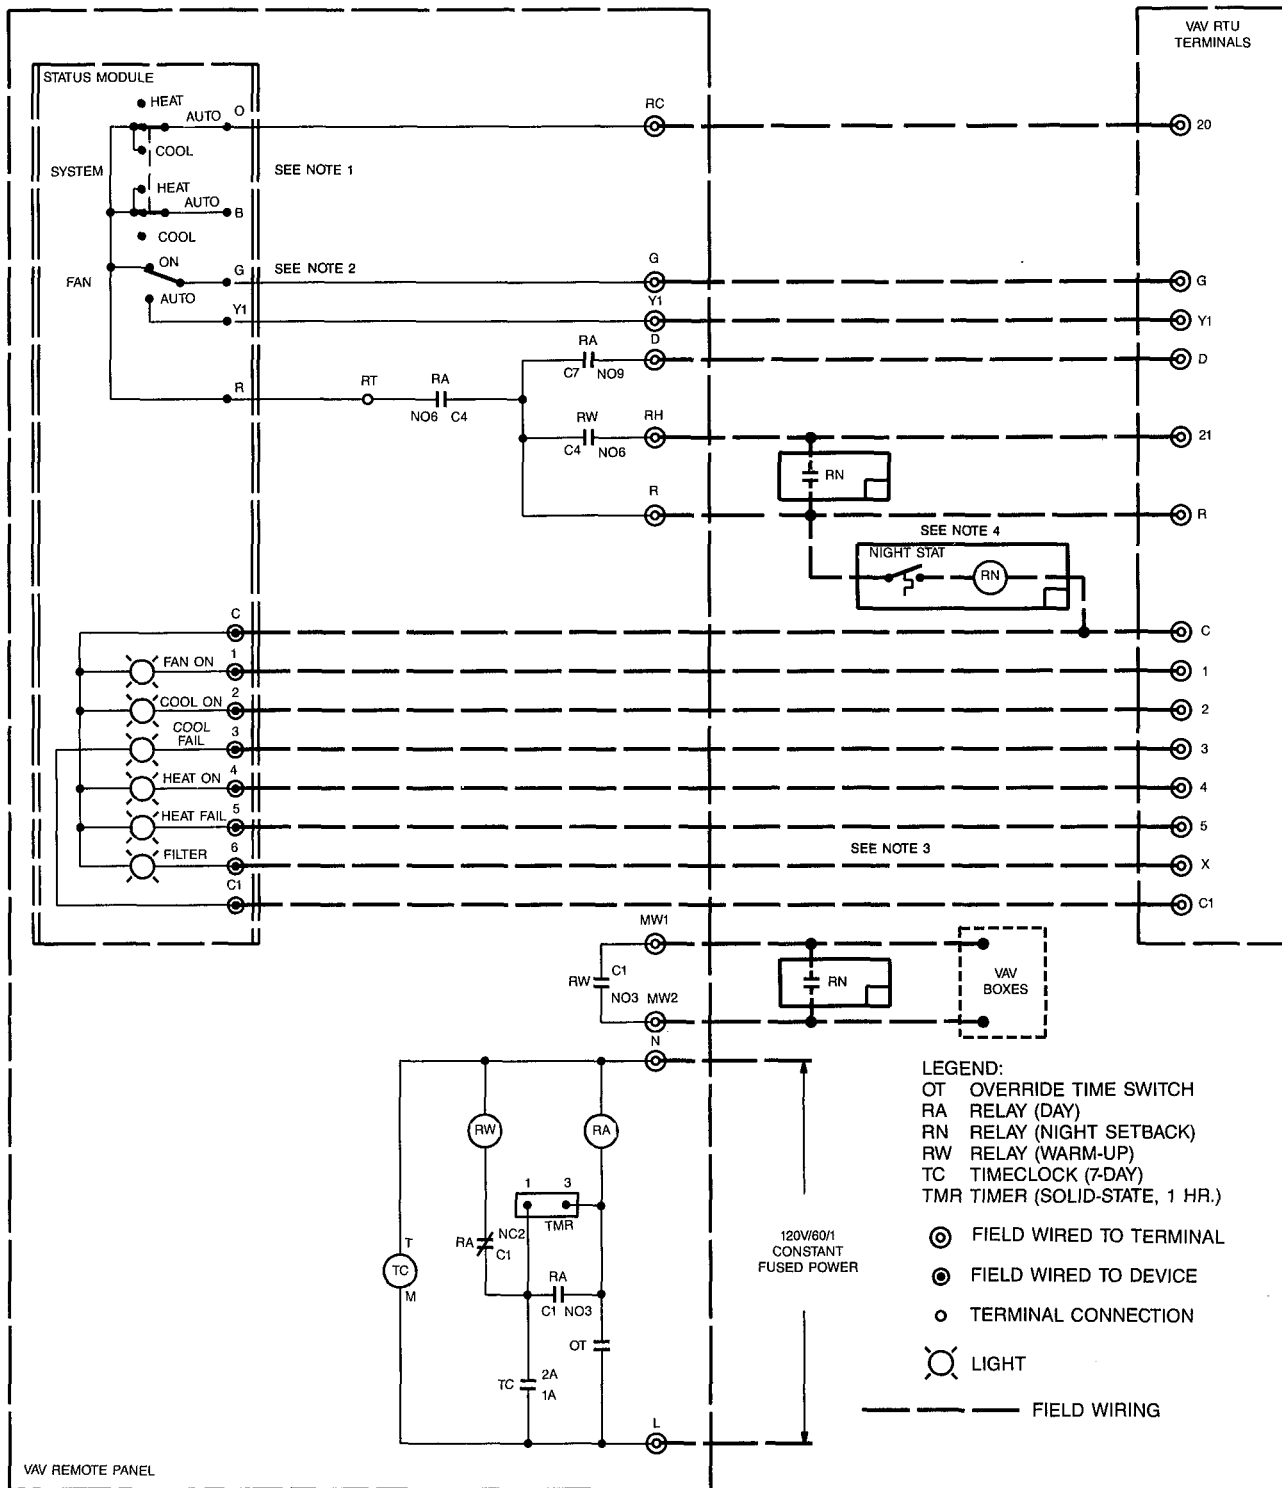 VAV RTU
TERMINALS
STATUS MODULE
HEAT
AUTO
O
RC
20
COOL
SYSTEM
SEE NOTE 1
HEAT
AUTO
B
COOL
ON
G
SEE NOTE 2
G
G
FAN
AUTO
Y1
Y1
Y1
RA
D
D
C7 NO9
R
RT
RA
NO6 C4
RW
RH
21
C4 NO6
RN
R
R
SEE NOTE 4
NIGHT STAT
RN
C
C
FAN ON
1
1
COOL ON
2
2
COOL
FAIL
3
3
HEAT ON
4
4
HEAT FAIL
5
5
FILTER
6
SEE NOTE 3
X
C1
C1
MW1
RW
C1
NO3
MW2
RN
VAV
BOXES
N
RW
RA
1 3
TMR
RA
NC2
C1
T
TC
M
RA
C1 NO3
OT
TC
2A
1A
L
120V/60/1
CONSTANT
FUSED POWER
LEGEND:
OT OVERRIDE TIME SWITCH
RA RELAY (DAY)
RN RELAY (NIGHT SETBACK)
RW RELAY (WARM-UP)
TC TIMECLOCK (7-DAY)
TMR TIMER (SOLID-STATE, 1 HR.)
FIELD WIRED TO TERMINAL
FIELD WIRED TO DEVICE
TERMINAL CONNECTION
LIGHT
FIELD WIRING
VAV REMOTE PANEL